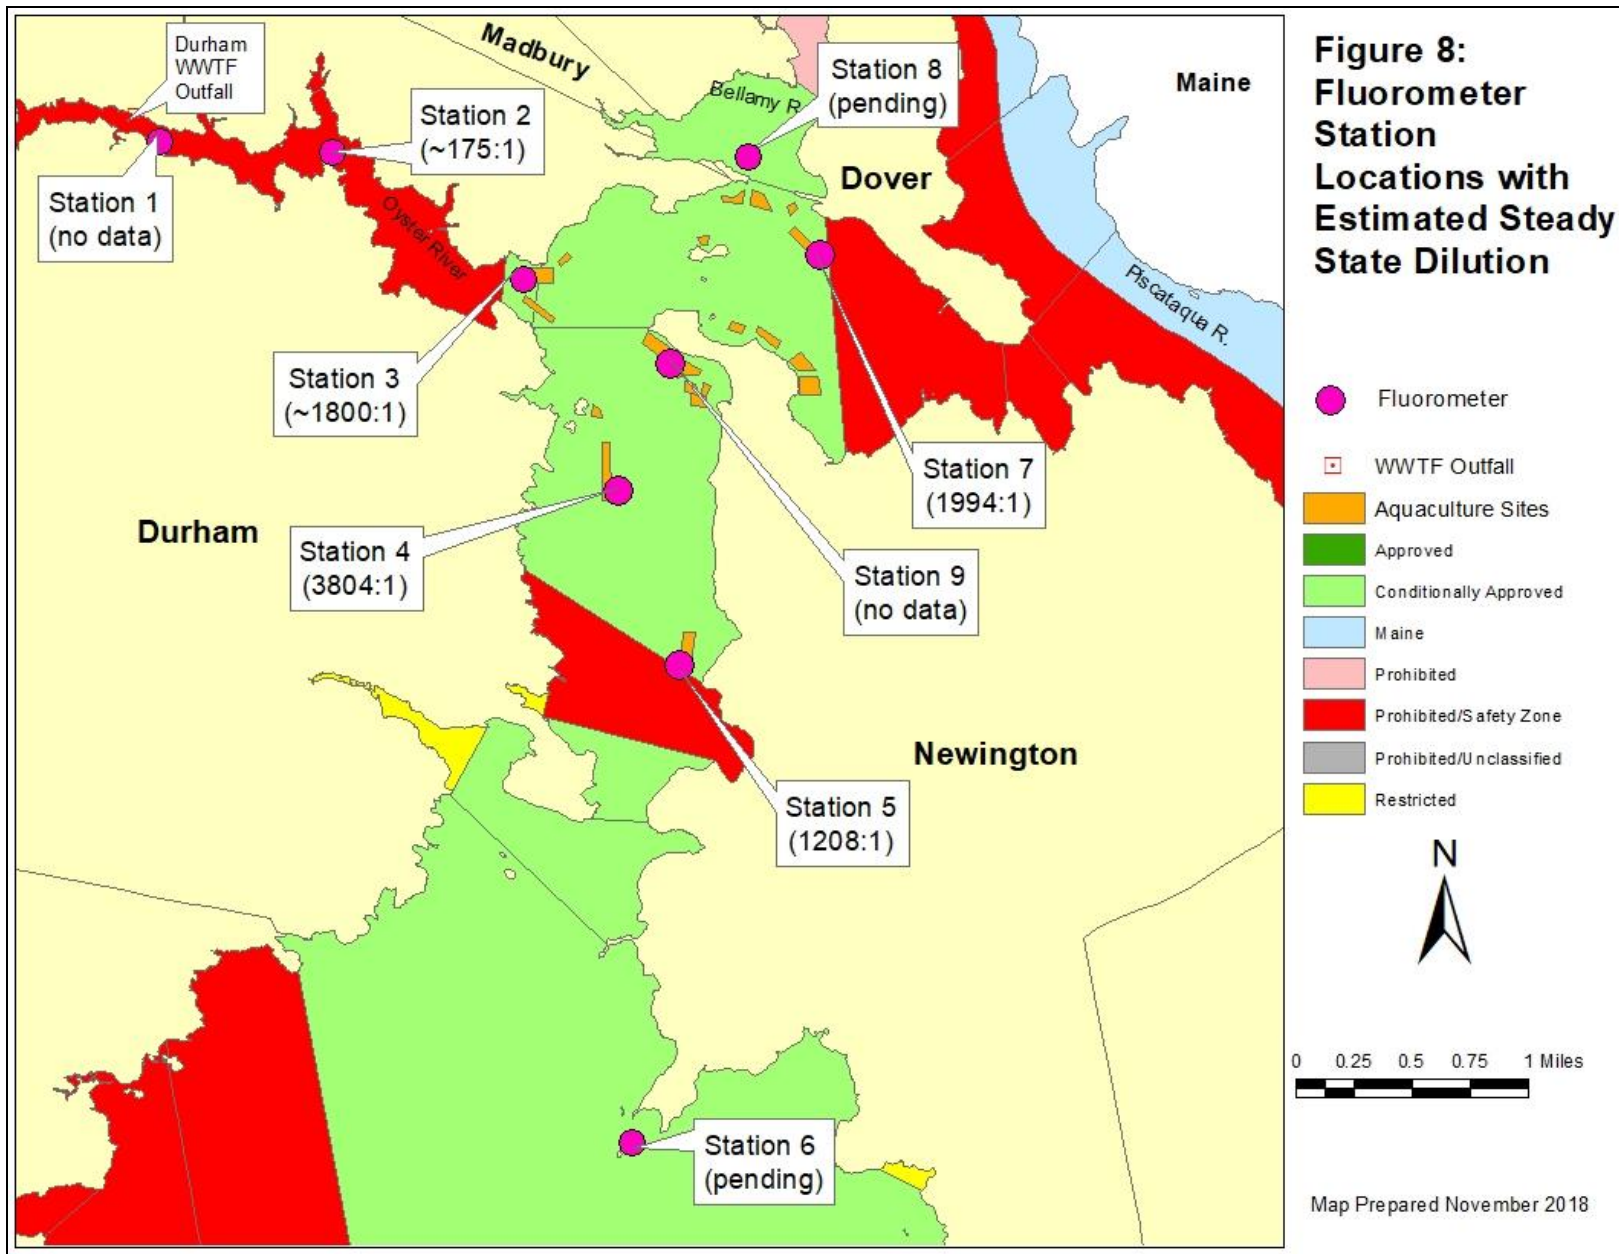 Figure 8:
Fluorometer
Station
Locations with
Estimated Steady
State Dilution
Durham
WWTF
Outfall
Madbury
Station 8
(pending)
Bellamy R
Maine
Station 2
(~175:1)
Dover
Station 1
(no data)
Oyster River
Piscataqua R.
Station 3
(~1800:1)
Station 7
(1994:1)
Durham
Station 4
(3804:1)
Station 9
(no data)
Newington
Station 5
(1208:1)
Station 6
(pending)
Fluorometer
WWTF Outfall
Aquaculture Sites
Approved
Conditionally Approved
Maine
Prohibited
Prohibited/Safety Zone
Prohibited/Unclassified
Restricted
N
0 0.25 0.5 0.75 1 Miles
Map Prepared November 2018